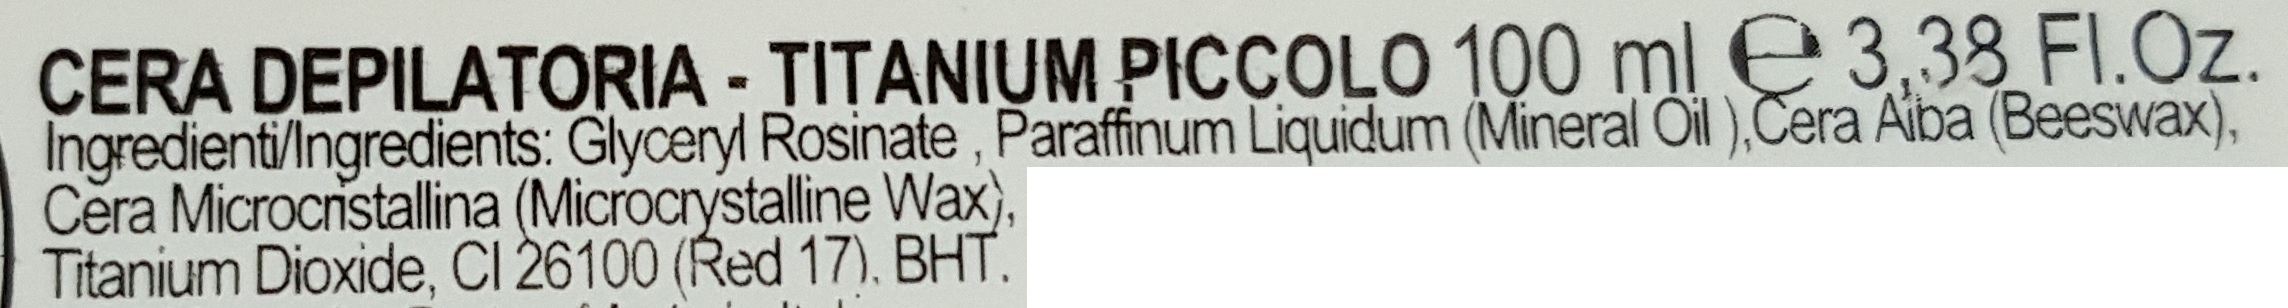 CERA DEPILATORIA - TITANIUM PICCOLO 100 ml ℮ 3,38 Fl.Oz.
Ingredienti/Ingredients: Glyceryl Rosinate , Paraffinum Liquidum (Mineral Oil ),Cera Alba (Beeswax),
Cera Microcristallina (Microcrystalline Wax),
Titanium Dioxide, CI 26100 (Red 17). BHT.